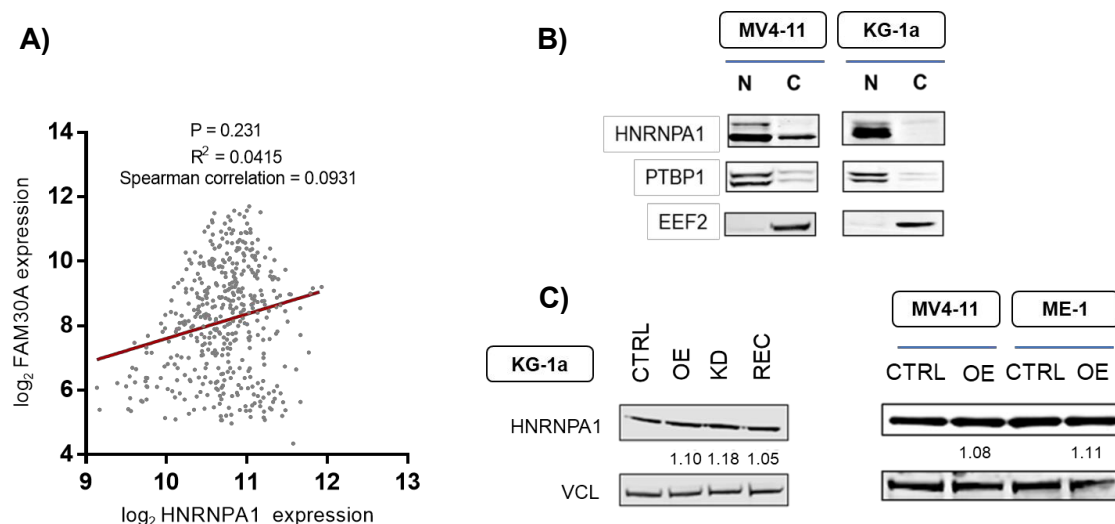 A)
P = 0.231
R² = 0.0415
Spearman correlation = 0.0931
14
12
10
8
6
4
log₂ FAM30A expression
9 10 11 12 13
log₂ HNRNPA1 expression
B)
MV4-11 KG-1a
N C N C
HNRNPA1
PTBP1
EEF2
C)
KG-1a
CTRL OE KD REC
HNRNPA1
1.10 1.18 1.05
VCL
MV4-11 ME-1
CTRL OE CTRL OE
1.08 1.11